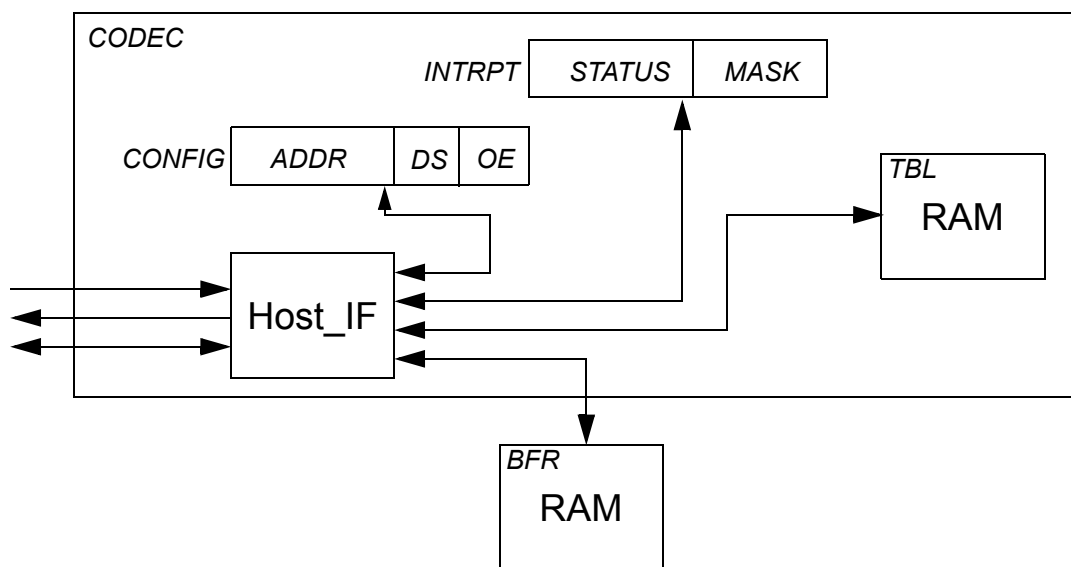 CODEC
INTRPT STATUS MASK
CONFIG ADDR DS OE
TBL
RAM
Host_IF
BFR
RAM